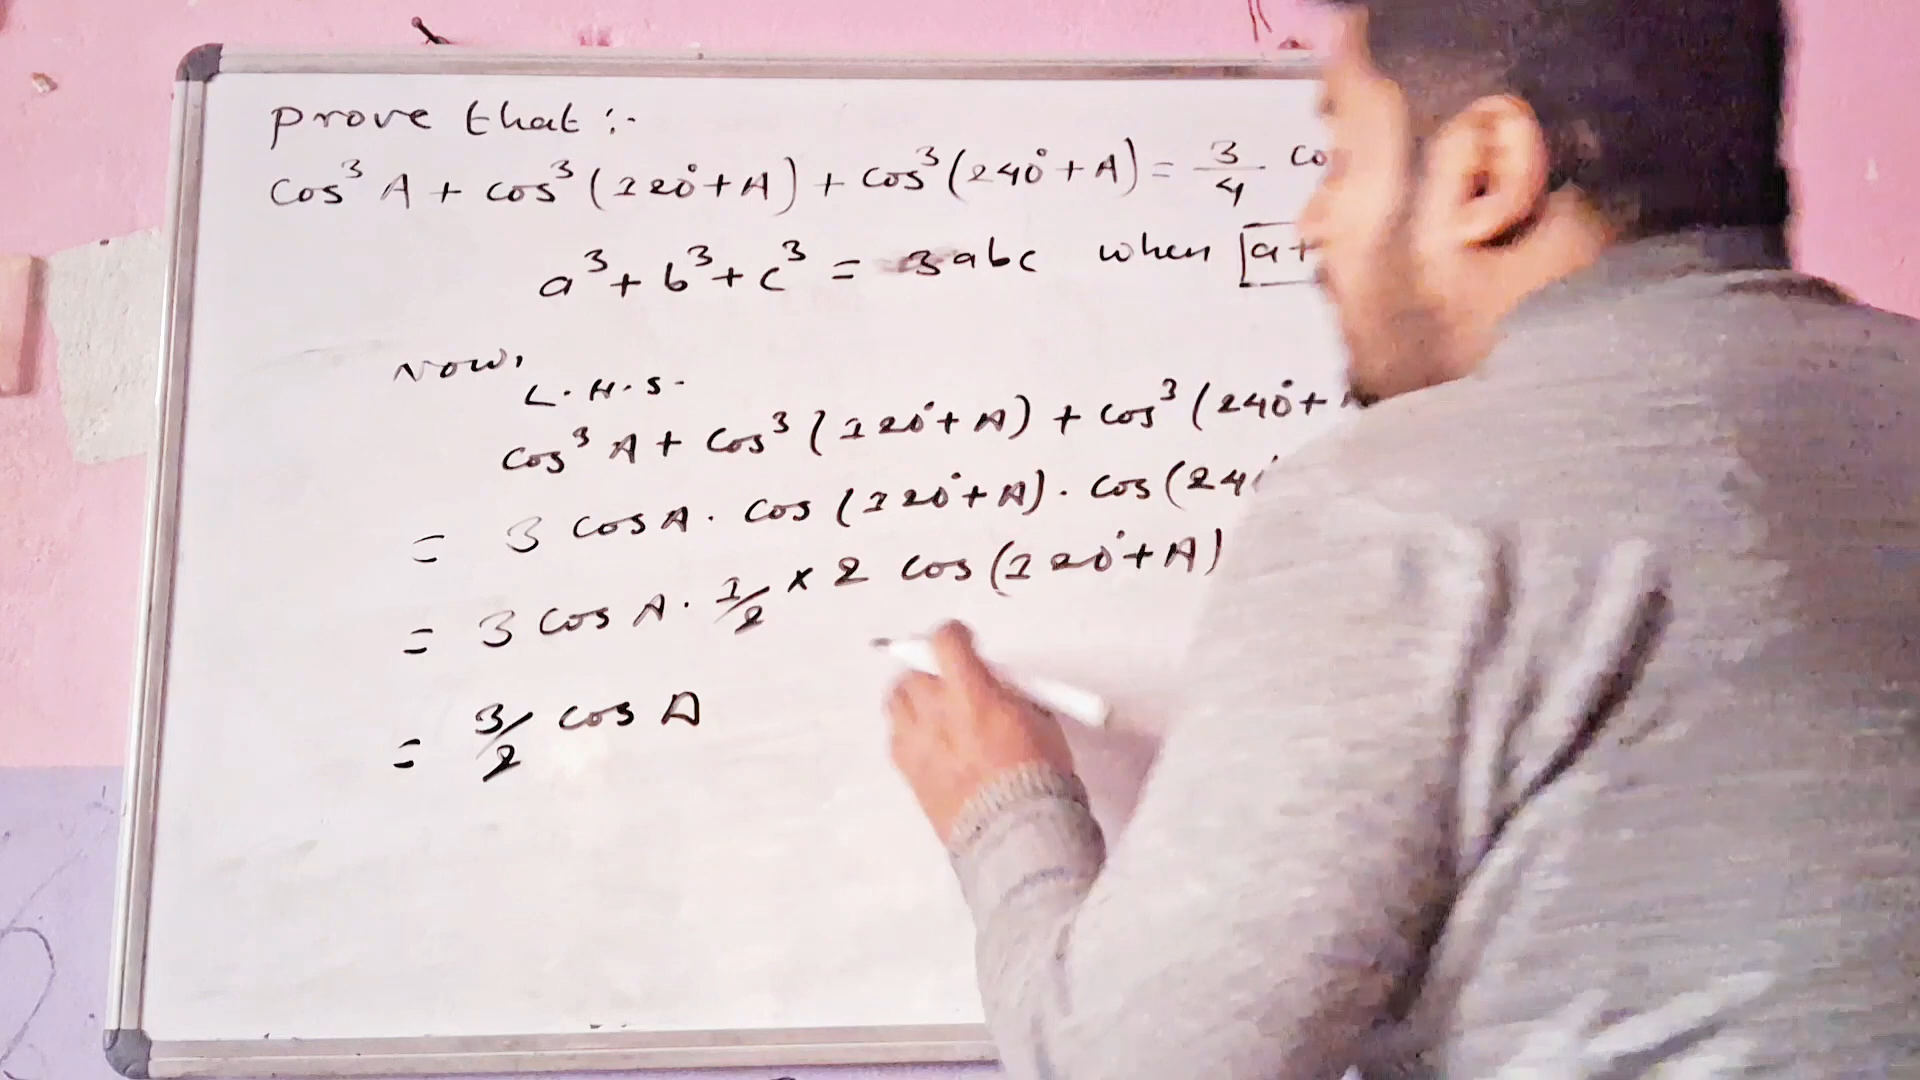 prove that :-
cos³ A + cos³ (120° + A) + cos³ (240° + A) = 3/4 co
a³ + b³ + c³ = 3abc when a+
Now,
L.H.S.
cos³ A + cos³ (120° + A) + cos³ (240° +
= 3 cos A . cos (120° + A) . cos (24
= 3 cos A . 1/2 × 2 cos (120° + A)
= 3/2 cos A